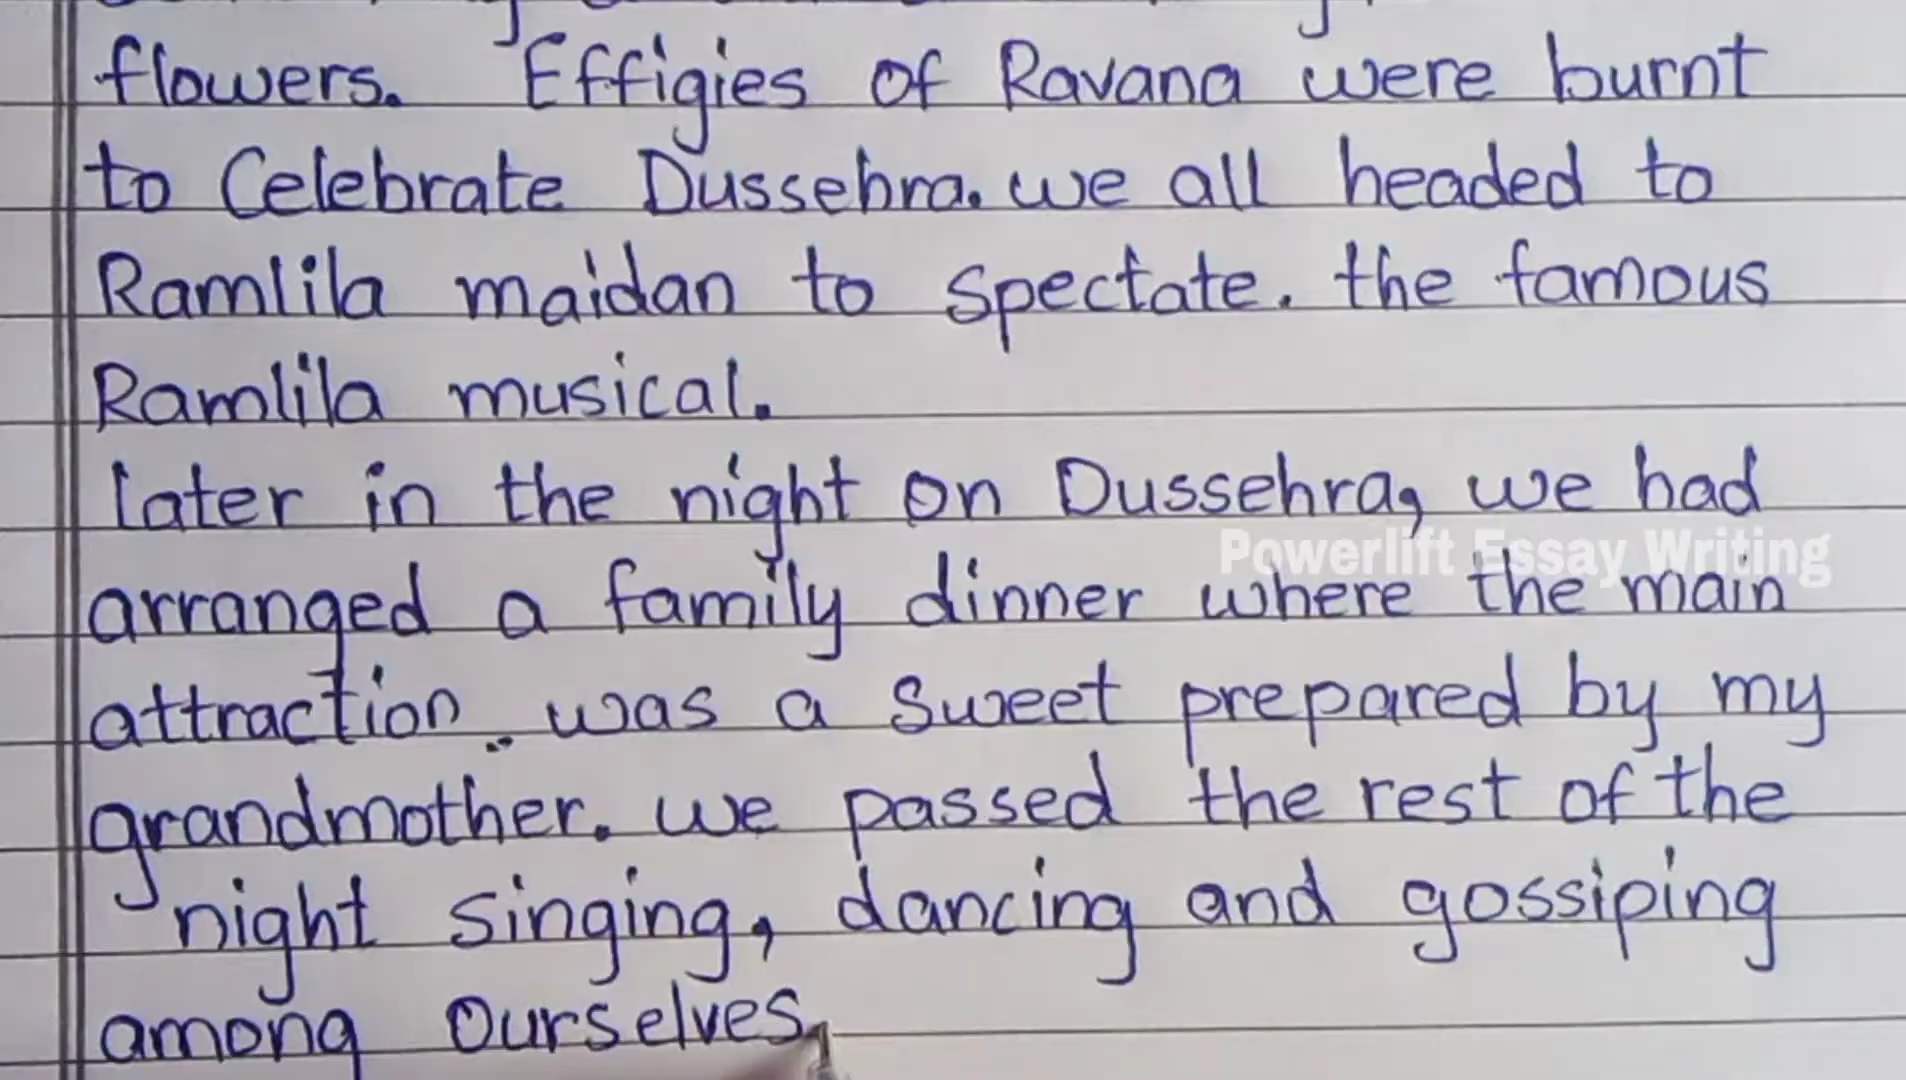 flowers. Effigies of Ravana were burnt
to Celebrate Dussehra. we all headed to
Ramlila maidan to spectate. the famous
Ramlila musical.
later in the night on Dussehra, we had
Powerlift Essay Writing
arranged a family dinner where the main
attraction .. was a sweet prepared by my
grandmother. we passed the rest of the
night singing, dancing and gossiping
among ourselves